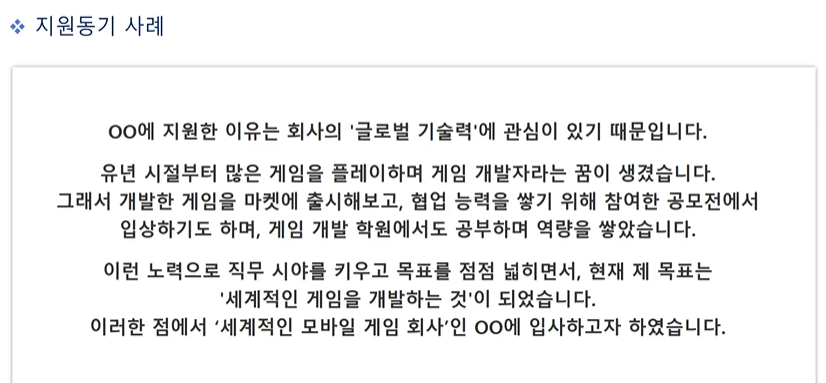 지원동기 사례
OO에 지원한 이유는 회사의 '글로벌 기술력'에 관심이 있기 때문입니다.
유년 시절부터 많은 게임을 플레이하며 게임 개발자라는 꿈이 생겼습니다.
그래서 개발한 게임을 마켓에 출시해보고, 협업 능력을 쌓기 위해 참여한 공모전에서
입상하기도 하며, 게임 개발 학원에서도 공부하며 역량을 쌓았습니다.
이런 노력으로 직무 시야를 키우고 목표를 점점 넓히면서, 현재 제 목표는
'세계적인 게임을 개발하는 것'이 되었습니다.
이러한 점에서 ‘세계적인 모바일 게임 회사’인 OO에 입사하고자 하였습니다.